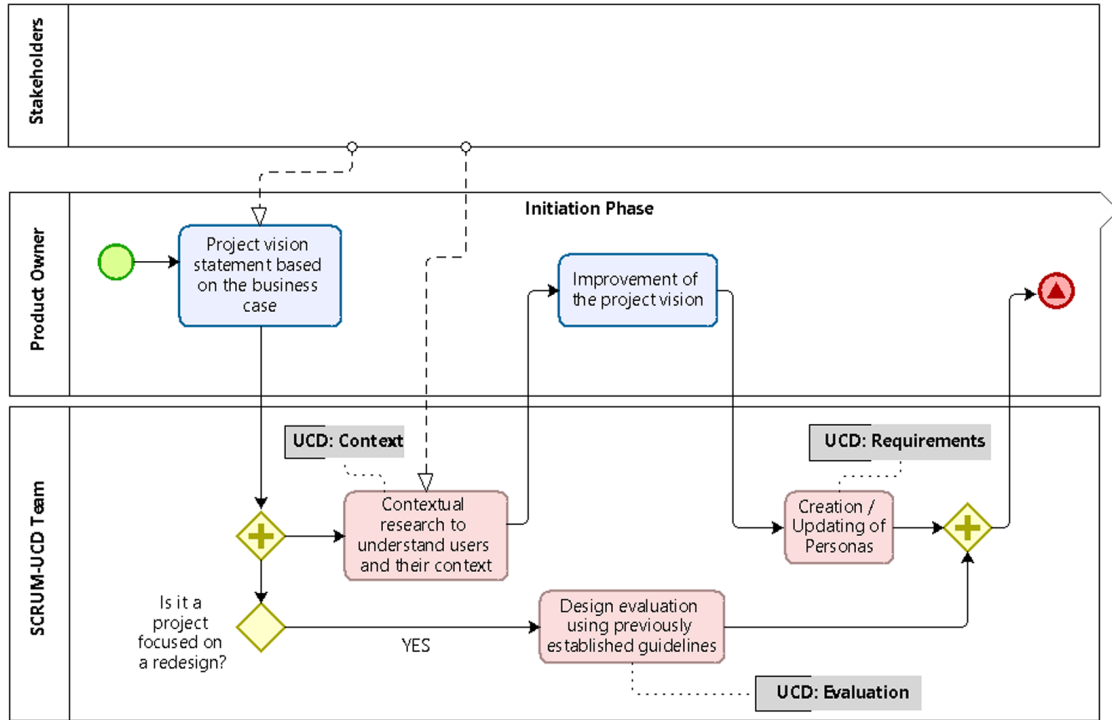 Stakeholders
Initiation Phase
Product Owner
Project vision
statement based
on the business
case
Improvement of
the project vision
SCRUM-UCD Team
UCD: Context
UCD: Requirements
Contextual
research to
understand users
and their context
Creation /
Updating of
Personas
Is it a
project
focused on
a redesign?
YES
Design evaluation
using previously
established guidelines
UCD: Evaluation